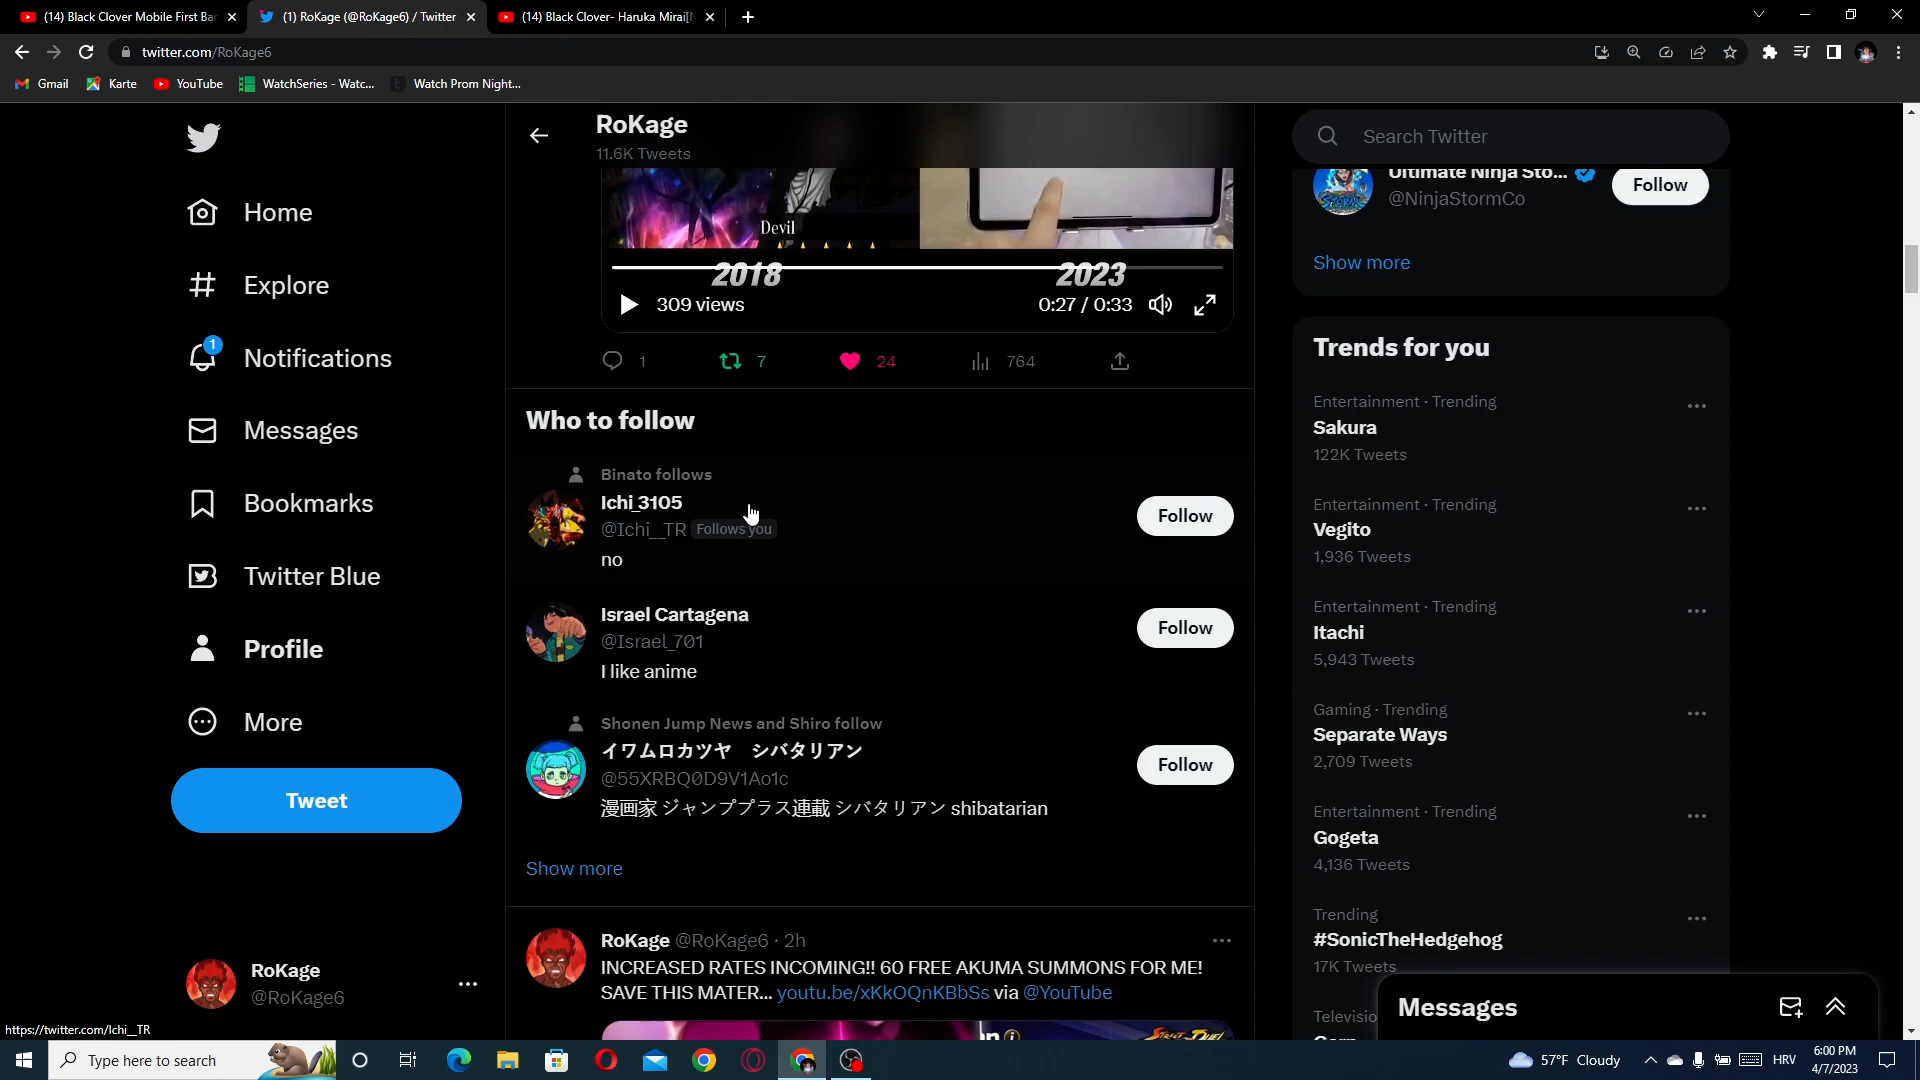 (14) Black Clover Mobile First Ba
(1) RoKage (@RoKage6) / Twitter
(14) Black Clover- Haruka Mirai[
twitter.com/RoKage6
Gmail
Karte
YouTube
WatchSeries - Watc...
Watch Prom Night...
RoKage
11.6K Tweets
Devil
2018
2023
309 views
0:27 / 0:33
1
7
24
764
Home
Explore
1
Notifications
Messages
Bookmarks
Twitter Blue
Profile
More
Tweet
RoKage
@RoKage6
Who to follow
Binato follows
Ichi_3105
@Ichi__TR Follows you
no
Follow
Israel Cartagena
@Israel_701
I like anime
Follow
Shonen Jump News and Shiro follow
イワムロカツヤ シバタリアン
@55XRBQ0D9V1Ao1c
漫画家 ジャンププラス連載 シバタリアン shibatarian
Follow
Show more
RoKage @RoKage6 · 2h
INCREASED RATES INCOMING!! 60 FREE AKUMA SUMMONS FOR ME!
SAVE THIS MATER... youtu.be/xKkOQnKBbSs via @YouTube
Search Twitter
Ultimate Ninja Sto...
@NinjaStormCo
Follow
Show more
Trends for you
Entertainment · Trending
Sakura
122K Tweets
Entertainment · Trending
Vegito
1,936 Tweets
Entertainment · Trending
Itachi
5,943 Tweets
Gaming · Trending
Separate Ways
2,709 Tweets
Entertainment · Trending
Gogeta
4,136 Tweets
Trending
#SonicTheHedgehog
17K Tweets
Televisio
Messages
https://twitter.com/Ichi__TR
Type here to search
57°F Cloudy
HRV
6:00 PM
4/7/2023